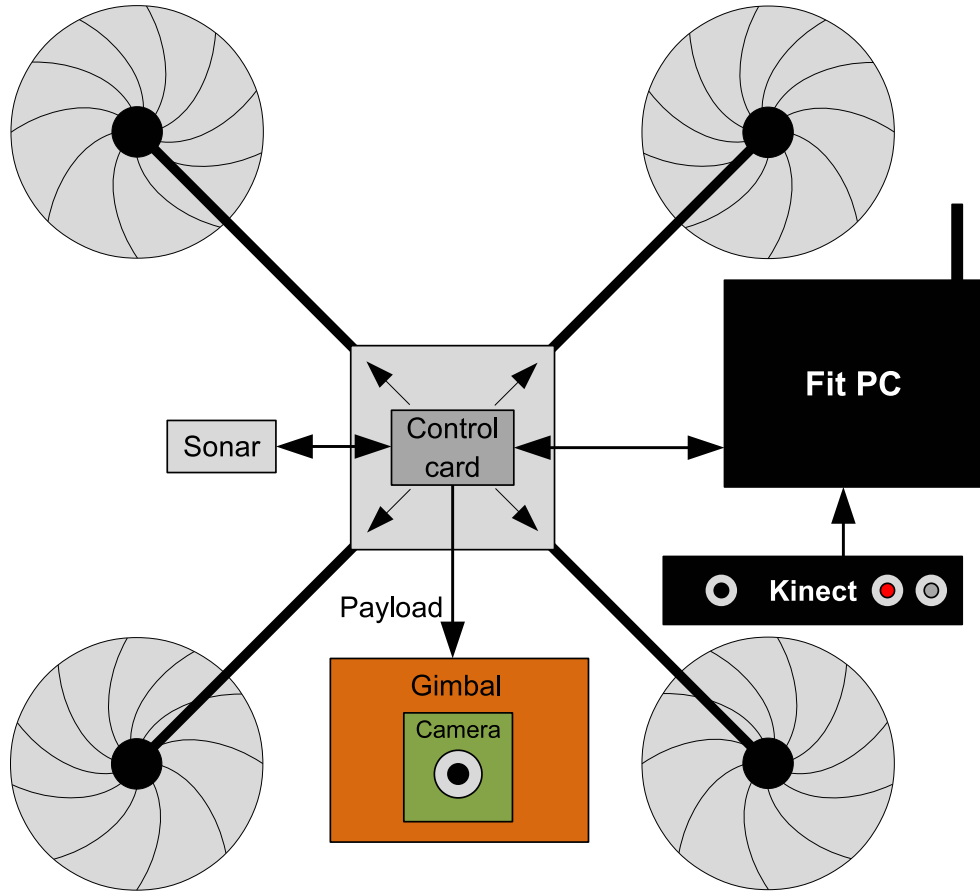 Fit PC
Sonar
Control
card
Kinect
Payload
Gimbal
Camera